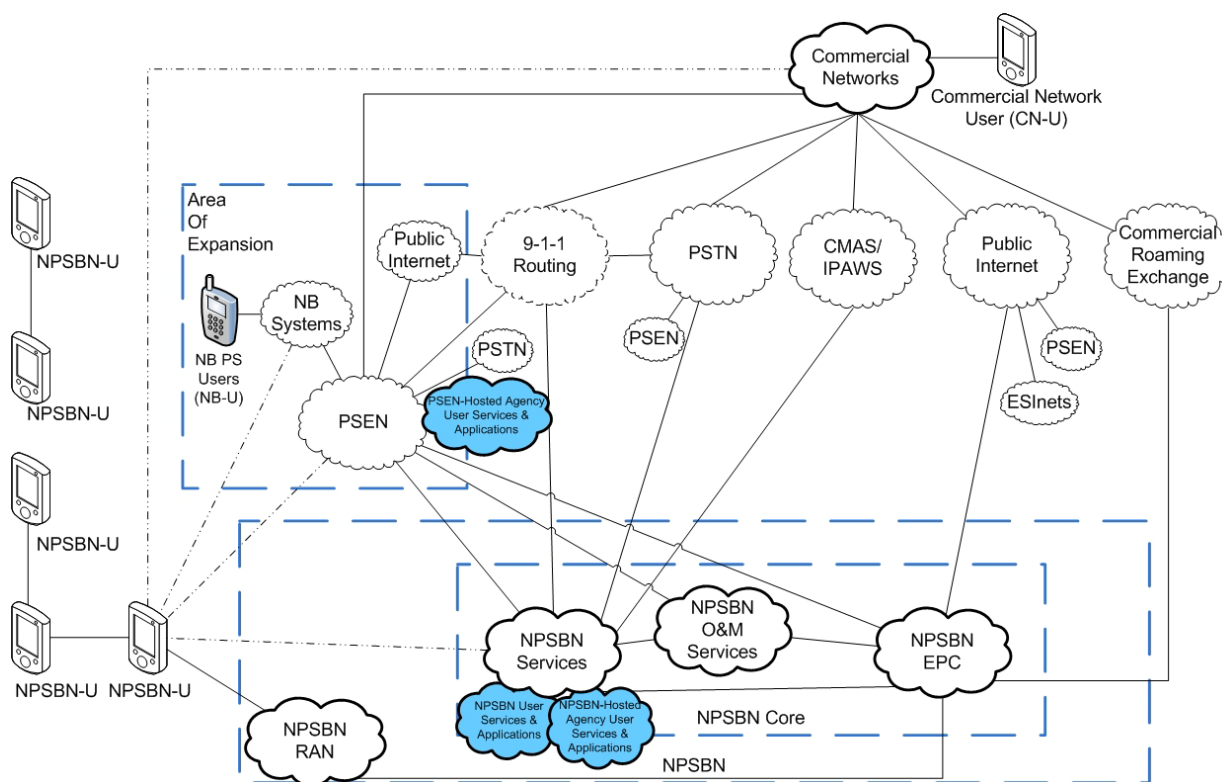 Commercial
Networks
Commercial Network
User (CN-U)
Area
Of
Expansion
NPSBN-U
Public
Internet
9-1-1
Routing
PSTN
CMAS/
IPAWS
Public
Internet
Commercial
Roaming
Exchange
NB
Systems
NB PS
Users
(NB-U)
PSTN
PSEN
PSEN
ESInets
NPSBN-U
PSEN
PSEN-Hosted Agency
User Services &
Applications
NPSBN-U
NPSBN-U
NPSBN-U
NPSBN
Services
NPSBN
O&M
Services
NPSBN
EPC
NPSBN User
Services &
Applications
NPSBN-Hosted
Agency User
Services &
Applications
NPSBN Core
NPSBN
RAN
NPSBN